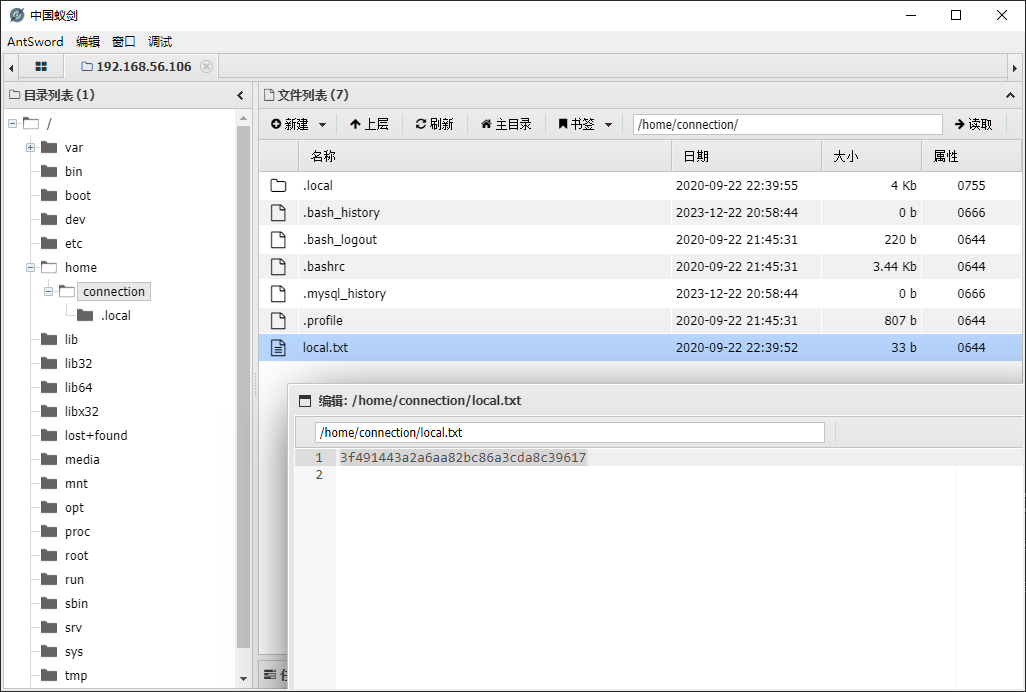 中国蚁剑
AntSword 编辑 窗口 调试
192.168.56.106
目录列表 (1)
/
var
bin
boot
dev
etc
home
connection
.local
lib
lib32
lib64
libx32
lost+found
media
mnt
opt
proc
root
run
sbin
srv
sys
tmp
文件列表 (7)
新建 上层 刷新 主目录 书签 /home/connection/ 读取
名称 日期 大小 属性
.local 2020-09-22 22:39:55 4 Kb 0755
.bash_history 2023-12-22 20:58:44 0 b 0666
.bash_logout 2020-09-22 21:45:31 220 b 0644
.bashrc 2020-09-22 21:45:31 3.44 Kb 0644
.mysql_history 2023-12-22 20:58:44 0 b 0666
.profile 2020-09-22 21:45:31 807 b 0644
local.txt 2020-09-22 22:39:52 33 b 0644
编辑: /home/connection/local.txt
/home/connection/local.txt
1 3f491443a2a6aa82bc86a3cda8c39617
2